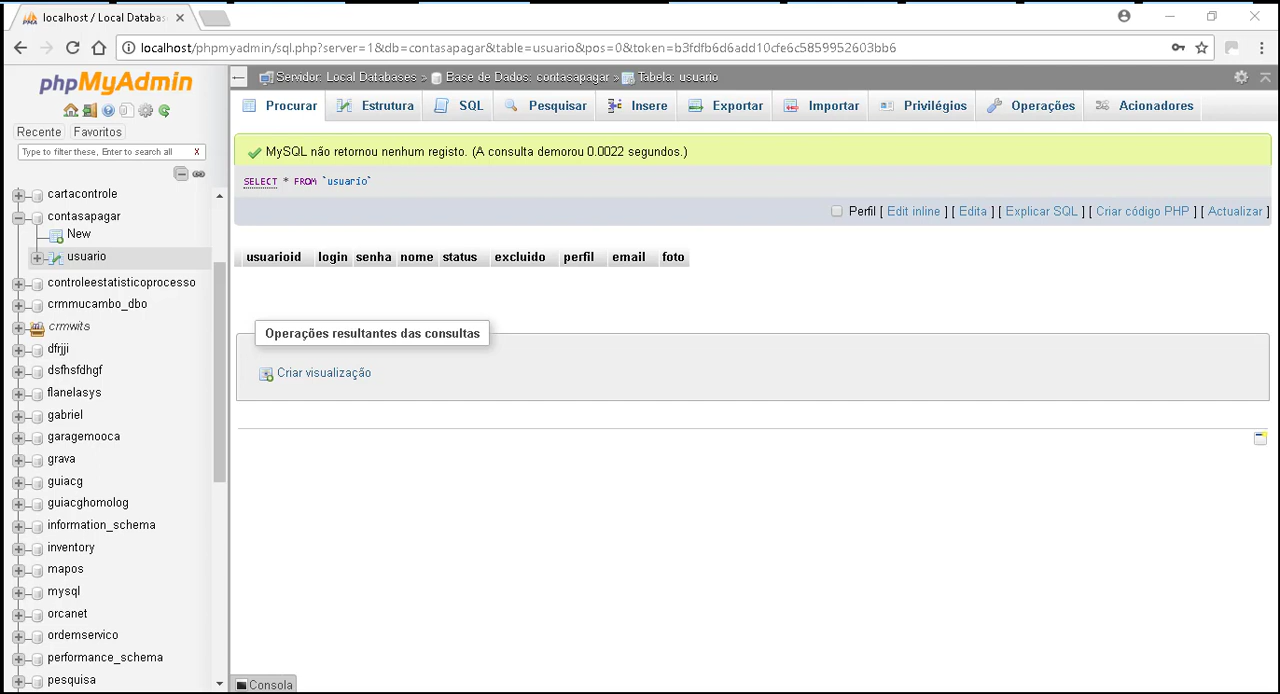 localhost / Local Databas
localhost/phpmyadmin/sql.php?server=1&db=contasapagar&table=usuario&pos=0&token=b3fdfb6d6add10cfe6c5859952603bb6
phpMyAdmin
Recente Favoritos
Type to filter these, Enter to search all X
cartacontrole
contasapagar
New
usuario
controleestatisticoprocesso
crmmucambo_dbo
crmwits
dfrjji
dsfhsfdhgf
flanelasys
gabriel
garagemooca
grava
guiacg
guiacghomolog
information_schema
inventory
mapos
mysql
orcanet
ordemservico
performance_schema
pesquisa
Servidor: Local Databases » Base de Dados: contasapagar » Tabela: usuario
Procurar Estrutura SQL Pesquisar Insere Exportar Importar Privilégios Operações Acionadores
MySQL não retornou nenhum registo. (A consulta demorou 0.0022 segundos.)
SELECT * FROM `usuario`
Perfil [ Edit inline ] [ Edita ] [ Explicar SQL ] [ Criar código PHP ] [ Actualizar ]
usuarioid login senha nome status excluido perfil email foto
Operações resultantes das consultas
Criar visualização
Consola